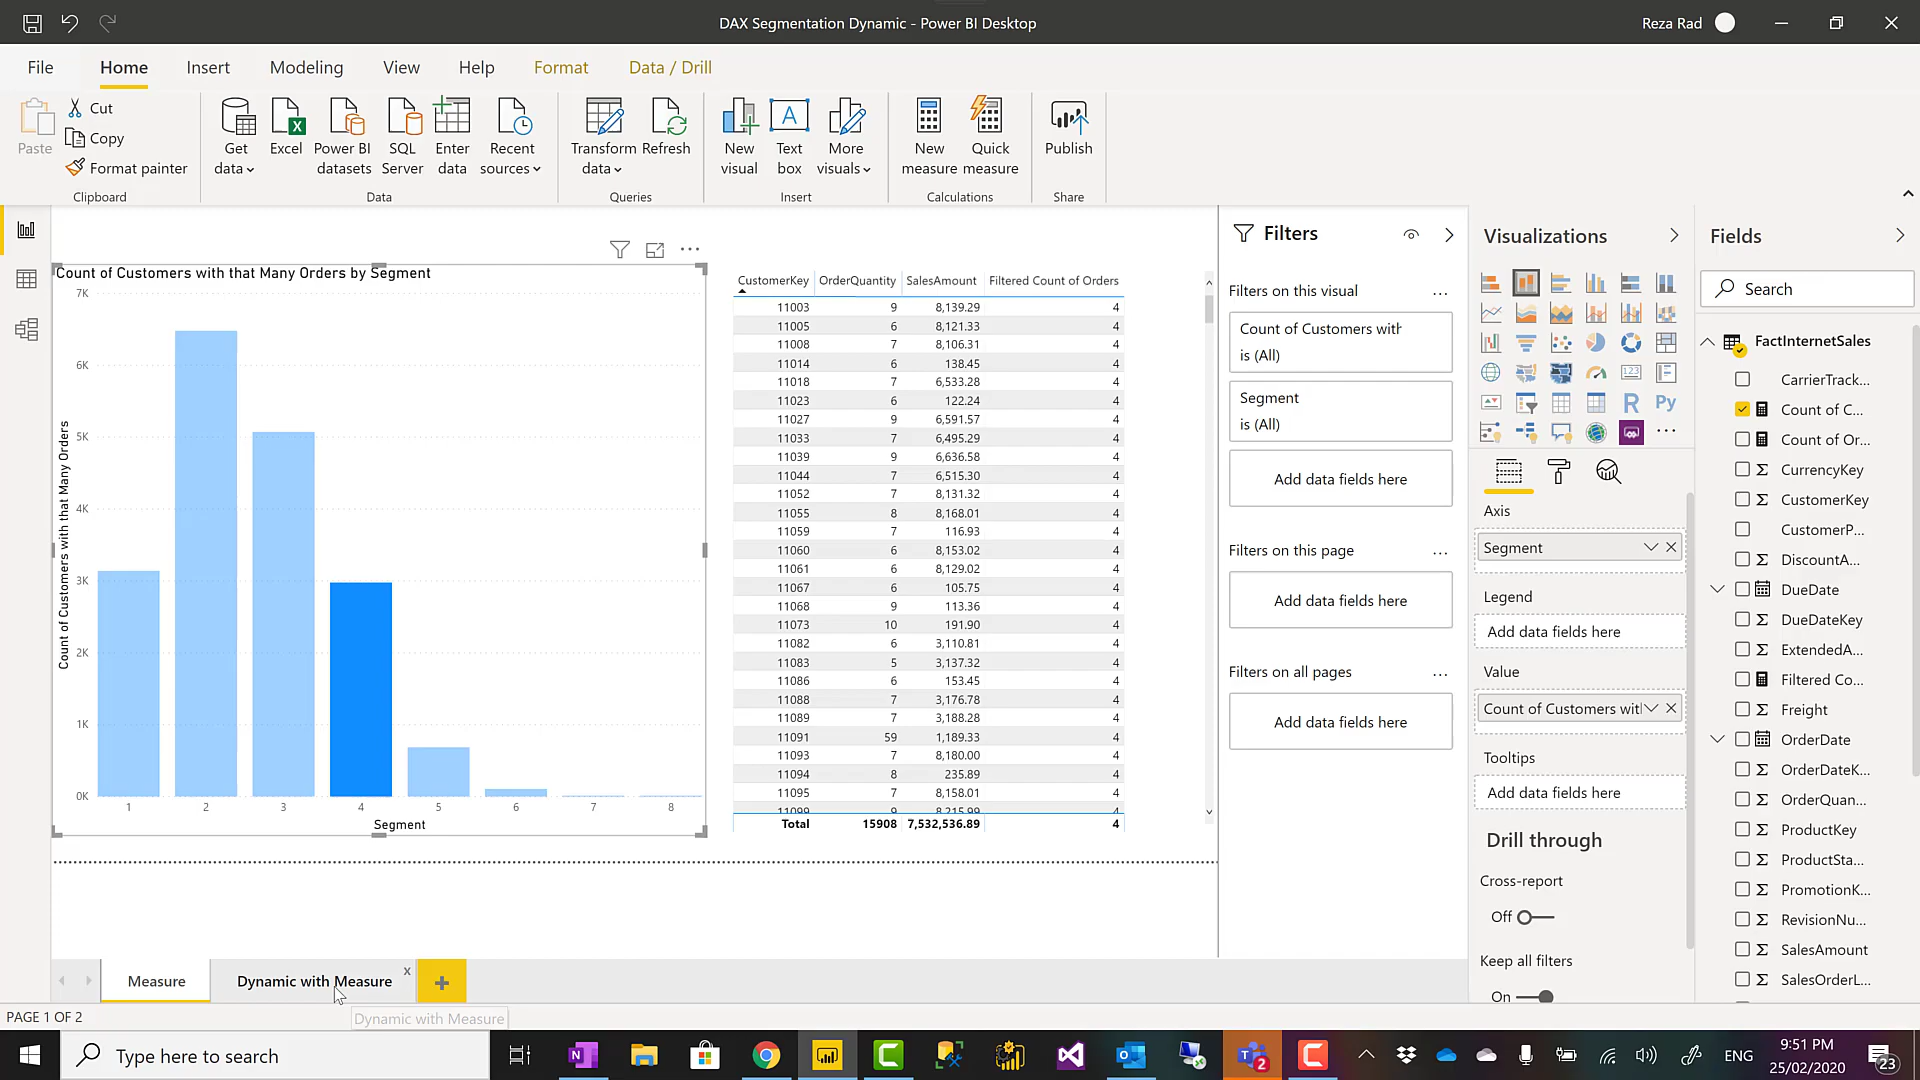 DAX Segmentation Dynamic - Power BI Desktop
Reza Rad
File Home Insert Modeling View Help Format Data / Drill
Paste
Cut
Copy
Format painter
Clipboard
Get data
Excel
Power BI datasets
SQL Server
Enter data
Recent sources
Data
Transform data
Refresh
Queries
New visual
Text box
More visuals
Insert
New measure
Quick measure
Calculations
Publish
Share
Count of Customers with that Many Orders by Segment
Count of Customers with that Many Orders
7K
6K
5K
4K
3K
2K
1K
0K
1 2 3 4 5 6 7 8
Segment
CustomerKey OrderQuantity SalesAmount Filtered Count of Orders
11003 9 8,139.29 4
11005 6 8,121.33 4
11008 7 8,106.31 4
11014 6 138.45 4
11018 7 6,533.28 4
11023 6 122.24 4
11027 9 6,591.57 4
11033 7 6,495.29 4
11039 9 6,636.58 4
11044 7 6,515.30 4
11052 7 8,131.32 4
11055 8 8,168.01 4
11059 7 116.93 4
11060 6 8,153.02 4
11061 6 8,129.02 4
11067 6 105.75 4
11068 9 113.36 4
11073 10 191.90 4
11082 6 3,110.81 4
11083 5 3,137.32 4
11086 6 153.45 4
11088 7 3,176.78 4
11089 7 3,188.28 4
11091 59 1,189.33 4
11093 7 8,180.00 4
11094 8 235.89 4
11095 7 8,158.01 4
11099 9 8,215.99 4
Total 15908 7,532,536.89 4
Filters
Filters on this visual ...
Count of Customers with
is (All)
Segment
is (All)
Add data fields here
Filters on this page ...
Add data fields here
Filters on all pages ...
Add data fields here
Visualizations
R Py
123
Axis
Segment
Legend
Add data fields here
Value
Count of Customers wit
Tooltips
Add data fields here
Drill through
Cross-report
Off
Keep all filters
On
Fields
Search
FactInternetSales
CarrierTrack...
Count of C...
Count of Or...
CurrencyKey
CustomerKey
CustomerP...
DiscountA...
DueDate
DueDateKey
ExtendedA...
Filtered Co...
Freight
OrderDate
OrderDateK...
OrderQuan...
ProductKey
ProductSta...
PromotionK...
RevisionNu...
SalesAmount
SalesOrderL...
Measure
Dynamic with Measure x
+
PAGE 1 OF 2
Dynamic with Measure
Type here to search
2
ENG
9:51 PM
25/02/2020
23